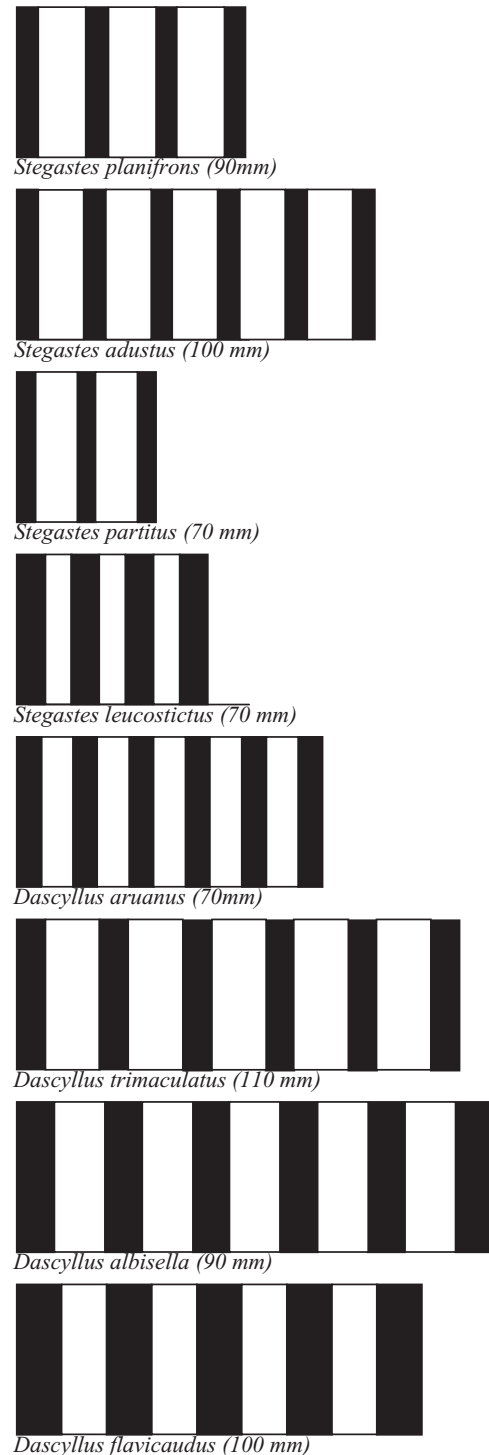 Stegastes planifrons (90mm)
Stegastes adustus (100 mm)
Stegastes partitus (70 mm)
Stegastes leucostictus (70 mm)
Dascyllus aruanus (70mm)
Dascyllus trimaculatus (110 mm)
Dascyllus albisella (90 mm)
Dascyllus flavicaudus (100 mm)